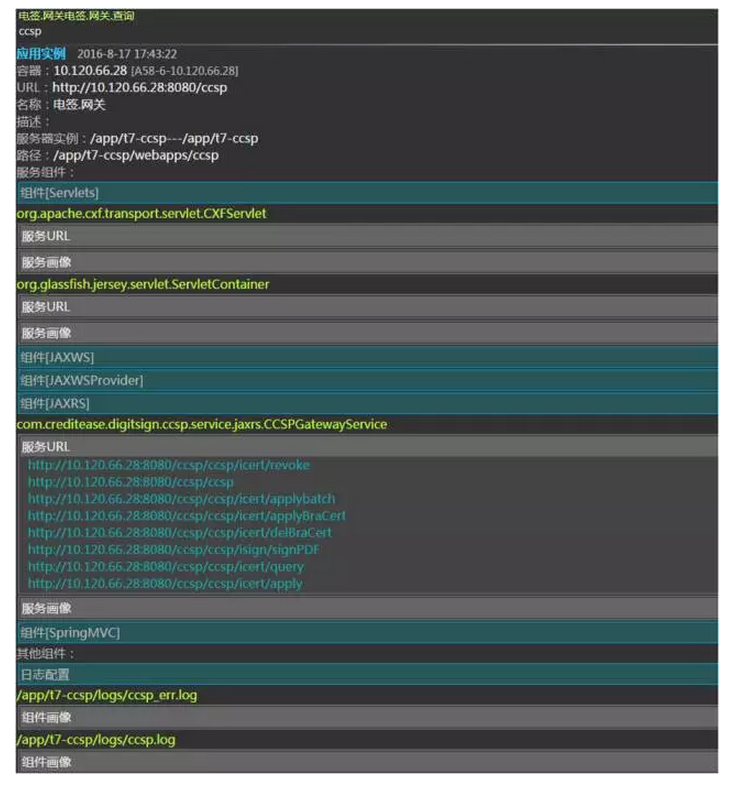 电签.网关电签.网关.查询
ccsp
应用实例 2016-8-17 17:43:22
容器：10.120.66.28 [A58-6-10.120.66.28]
URL：http://10.120.66.28:8080/ccsp
名称：电签.网关
描述：
服务器实例：/app/t7-ccsp---/app/t7-ccsp
路径：/app/t7-ccsp/webapps/ccsp
服务组件：
组件[Servlets]
org.apache.cxf.transport.servlet.CXFServlet
服务URL
服务画像
org.glassfish.jersey.servlet.ServletContainer
服务URL
服务画像
组件[JAXWS]
组件[JAXWSProvider]
组件[JAXRS]
com.creditease.digitsign.ccsp.service.jaxrs.CCSPGatewayService
服务URL
http://10.120.66.28:8080/ccsp/ccsp/icert/revoke
http://10.120.66.28:8080/ccsp/ccsp
http://10.120.66.28:8080/ccsp/ccsp/icert/applybatch
http://10.120.66.28:8080/ccsp/ccsp/icert/applyBraCert
http://10.120.66.28:8080/ccsp/ccsp/icert/delBraCert
http://10.120.66.28:8080/ccsp/ccsp/isign/signPDF
http://10.120.66.28:8080/ccsp/ccsp/icert/query
http://10.120.66.28:8080/ccsp/ccsp/icert/apply
服务画像
组件[SpringMVC]
其他组件：
日志配置
/app/t7-ccsp/logs/ccsp_err.log
组件画像
/app/t7-ccsp/logs/ccsp.log
组件画像